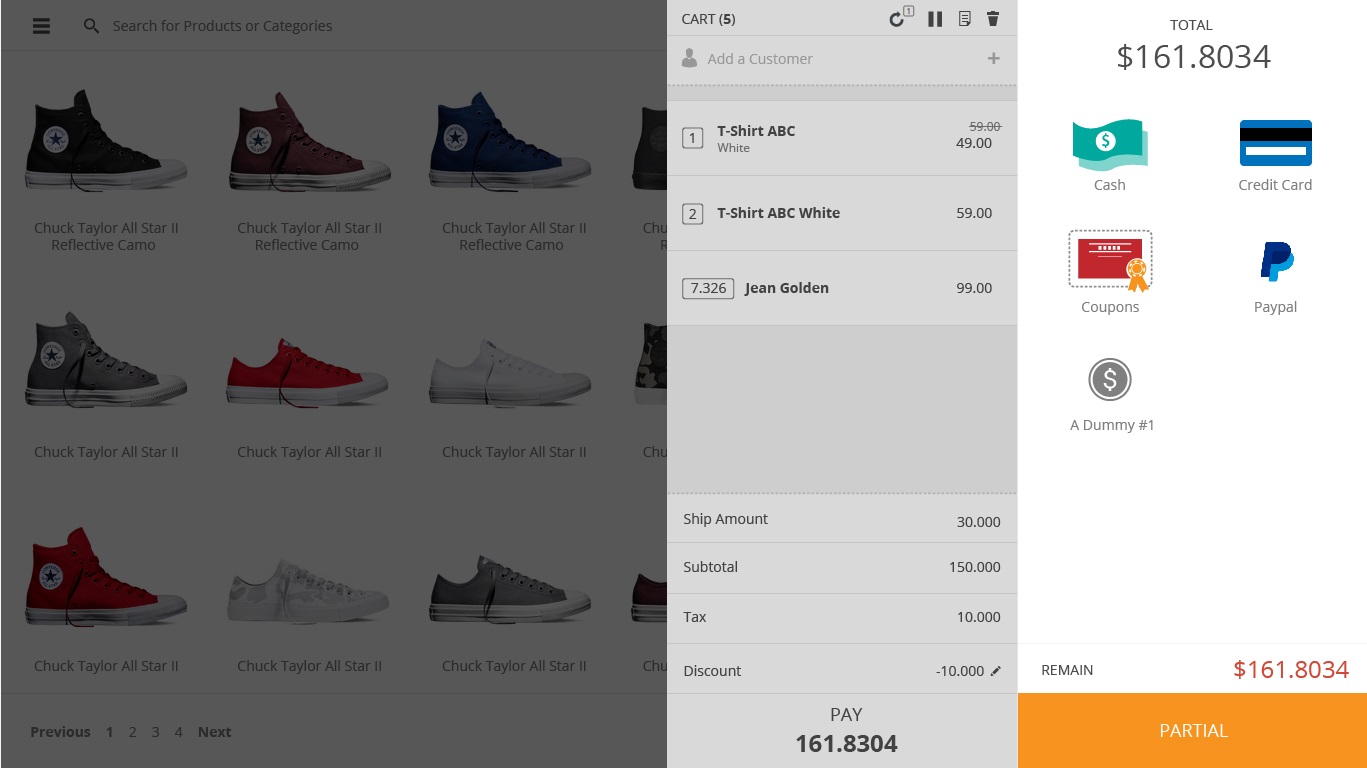 Search for Products or Categories
Chuck Taylor All Star II
Reflective Camo
Chuck Taylor All Star II
Reflective Camo
Chuck Taylor All Star II
Reflective Camo
Chu
R
Chuck Taylor All Star II
Chuck Taylor All Star II
Chuck Taylor All Star II
Chu
Chuck Taylor All Star II
Chuck Taylor All Star II
Chuck Taylor All Star II
Chu
Previous 1 2 3 4 Next
CART (5)
1
Add a Customer +
1 T-Shirt ABC 59.00
White 49.00
2 T-Shirt ABC White 59.00
7.326 Jean Golden 99.00
Ship Amount 30.000
Subtotal 150.000
Tax 10.000
Discount -10.000
PAY
161.8304
TOTAL
$161.8034
$
Cash
Credit Card
Coupons
Paypal
$
A Dummy #1
REMAIN $161.8034
PARTIAL